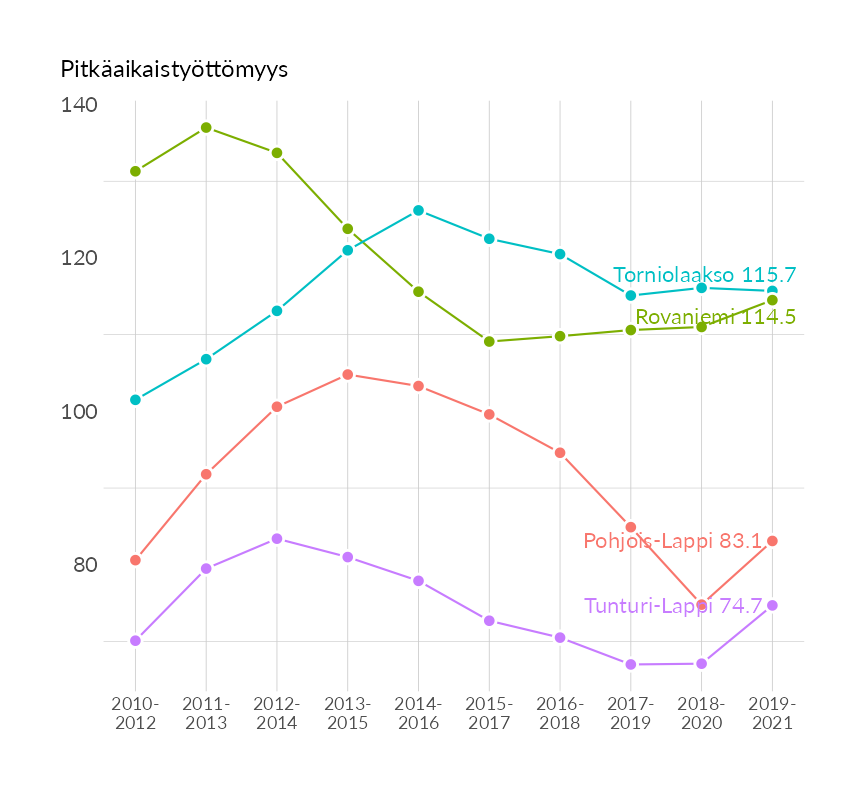 Pitkäaikaistyöttömyys
140
120
100
80
Torniolaakso 115.7
Rovaniemi 114.5
Pohjois-Lappi 83.1
Tunturi-Lappi 74.7
2010- 2011- 2012- 2013- 2014- 2015- 2016- 2017- 2018- 2019-
2012 2013 2014 2015 2016 2017 2018 2019 2020 2021